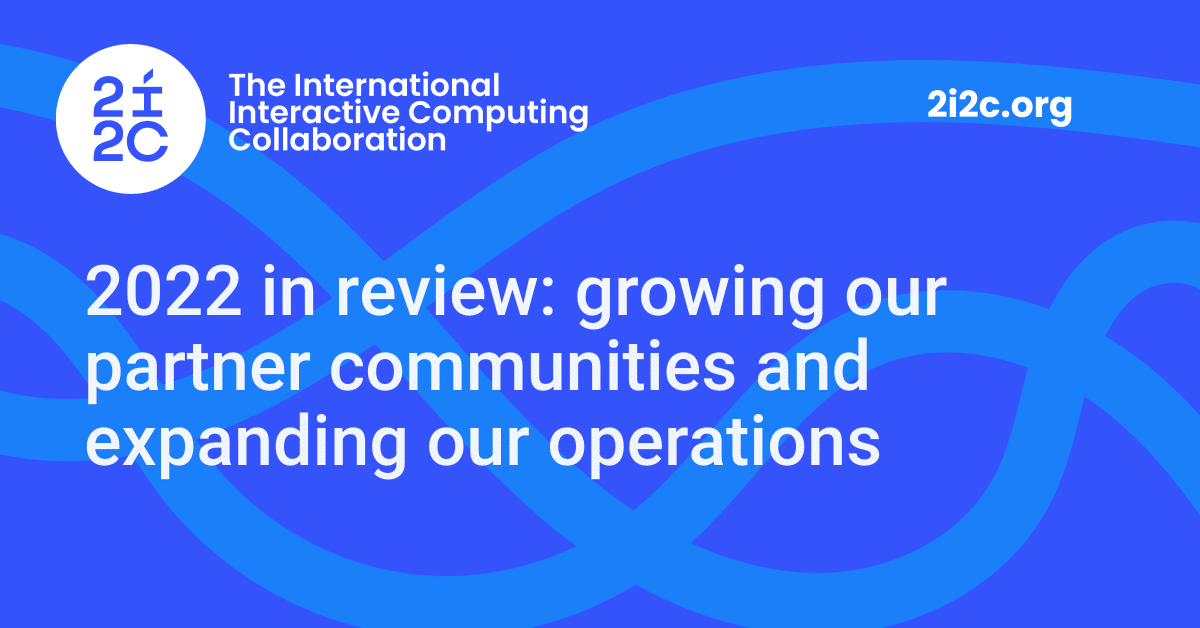 2í
2C
The International
Interactive Computing
Collaboration
2i2c.org
2022 in review: growing our
partner communities and
expanding our operations